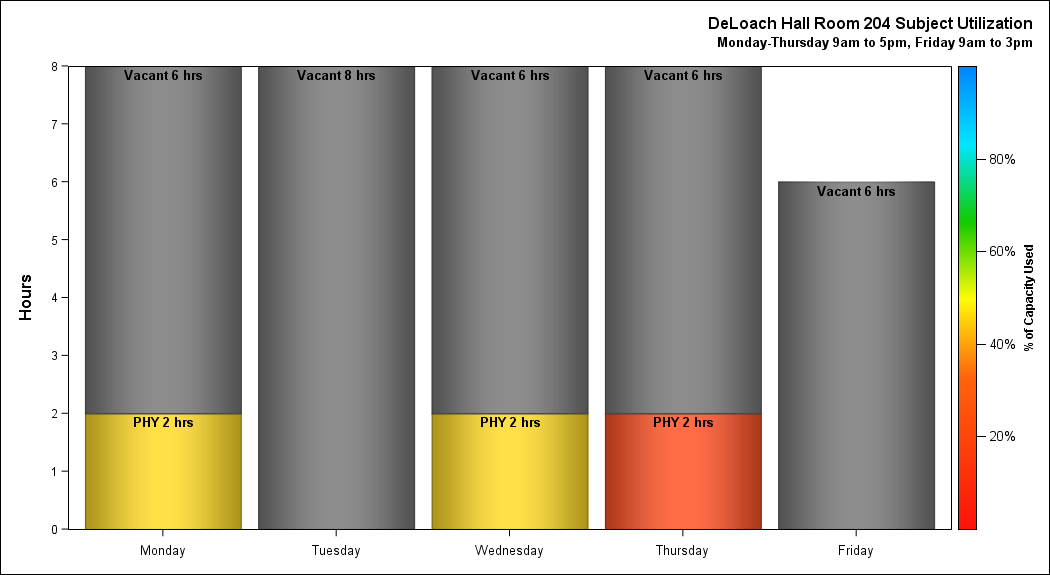 DeLoach Hall Room 204 Subject Utilization
Monday-Thursday 9am to 5pm, Friday 9am to 3pm
Hours
8
7
6
5
4
3
2
1
0
Vacant 6 hrs
Vacant 8 hrs
Vacant 6 hrs
Vacant 6 hrs
Vacant 6 hrs
PHY 2 hrs
PHY 2 hrs
PHY 2 hrs
Monday
Tuesday
Wednesday
Thursday
Friday
80%
60%
40%
20%
% of Capacity Used